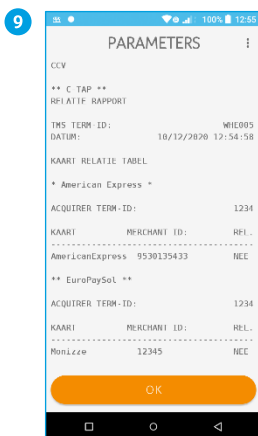 9
100% 12:55
PARAMETERS
CCV
** C TAP **
RELATIE RAPPORT
TMS TERM-ID: WHE005
DATUM: 10/12/2020 12:54:58
KAART RELATIE TABEL
* American Express *
ACQUIRER TERM-ID: 1234
KAART MERCHANT ID: REL.
AmericanExpress 9530135433 NEE
** EuroPaySol **
ACQUIRER TERM-ID: 1234
KAART MERCHANT ID: REL.
Monizze 12345 NEE
OK